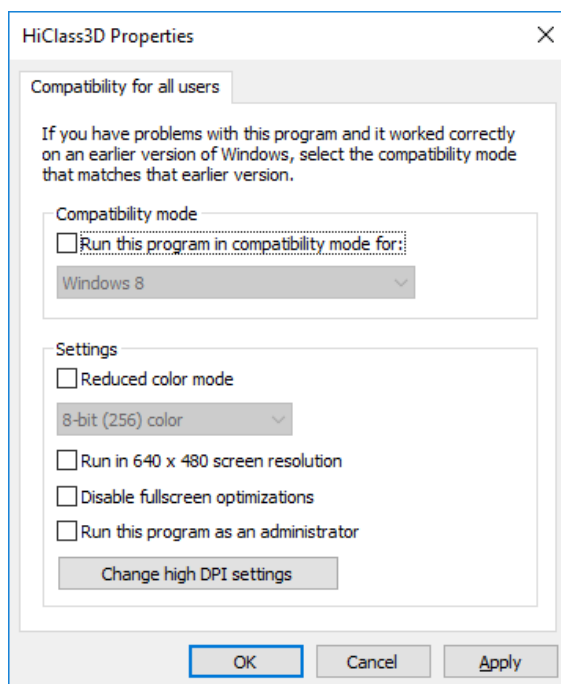 HiClass3D Properties
Compatibility for all users
If you have problems with this program and it worked correctly
on an earlier version of Windows, select the compatibility mode
that matches that earlier version.
Compatibility mode
Run this program in compatibility mode for:
Windows 8
Settings
Reduced color mode
8-bit (256) color
Run in 640 x 480 screen resolution
Disable fullscreen optimizations
Run this program as an administrator
Change high DPI settings
OK Cancel Apply